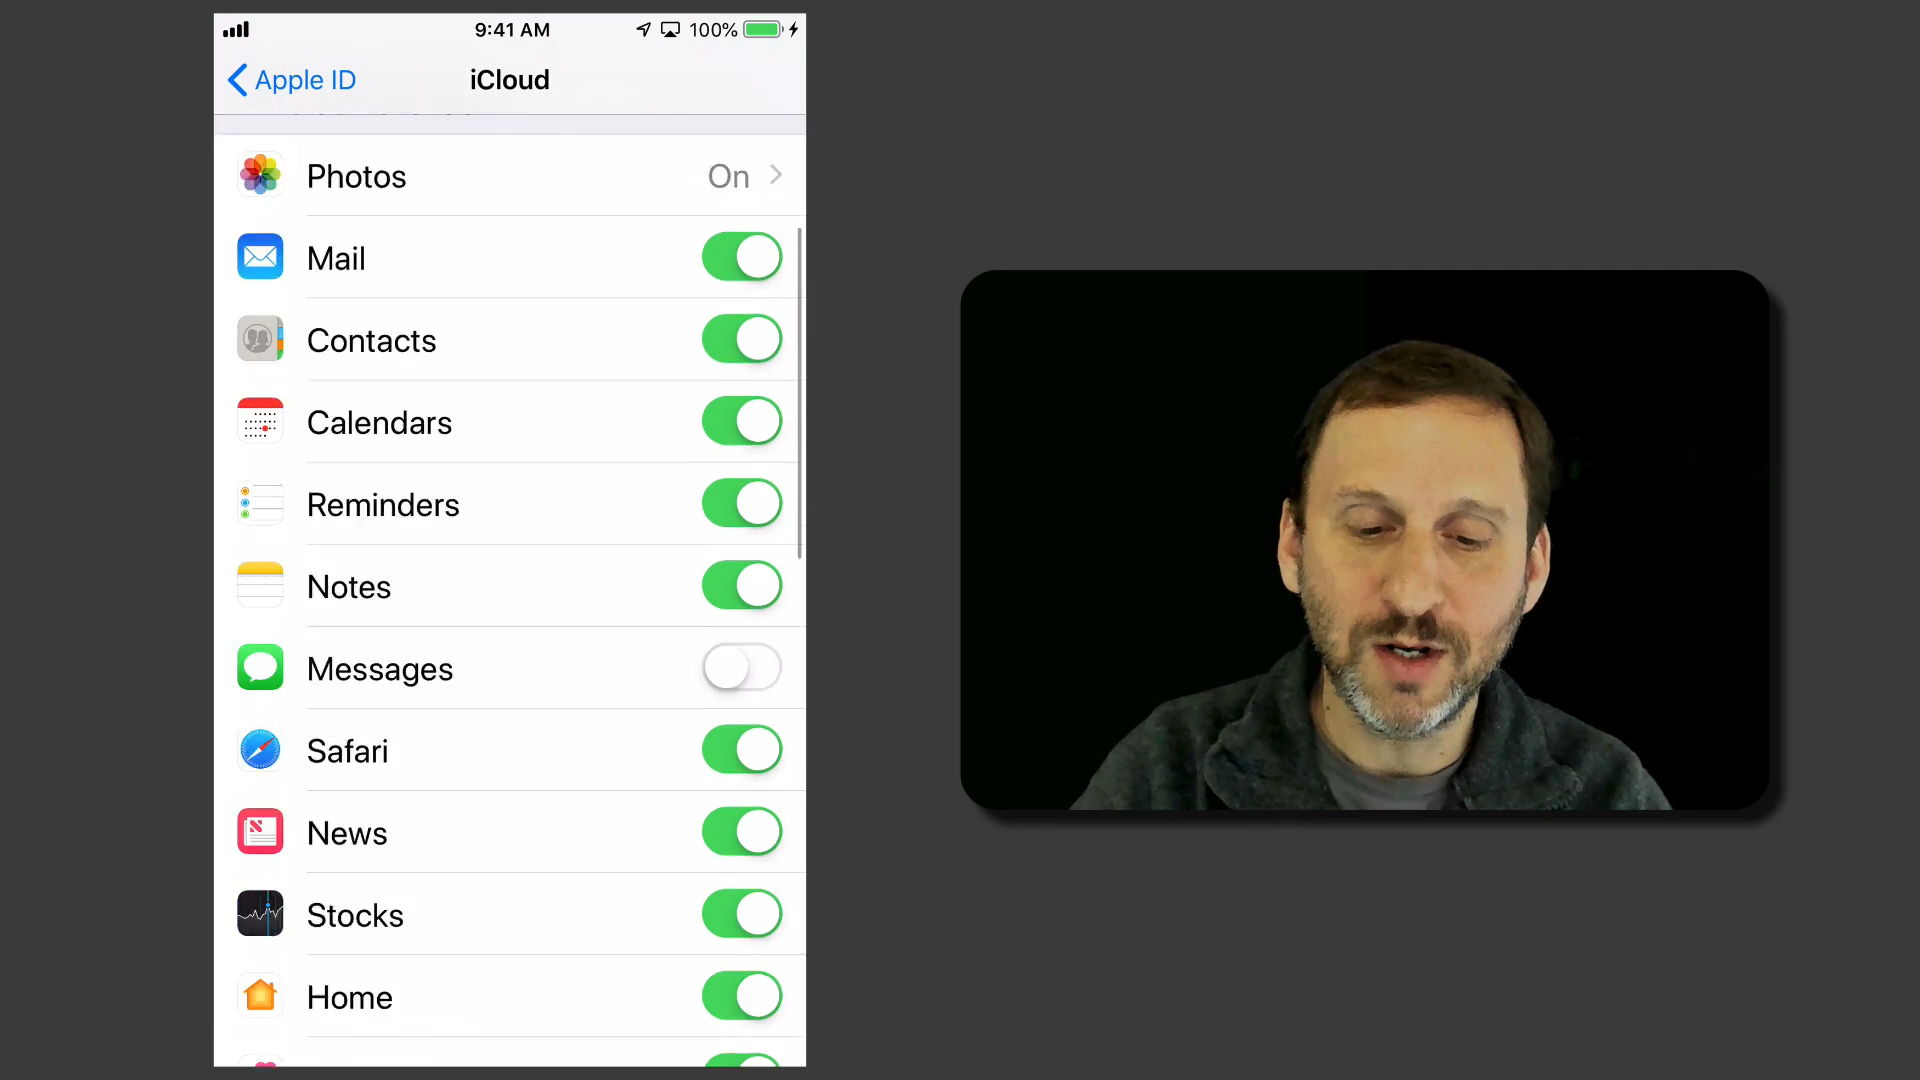 9:41 AM
100%
Apple ID
iCloud
Photos
On
Mail
Contacts
Calendars
Reminders
Notes
Messages
Safari
News
Stocks
Home